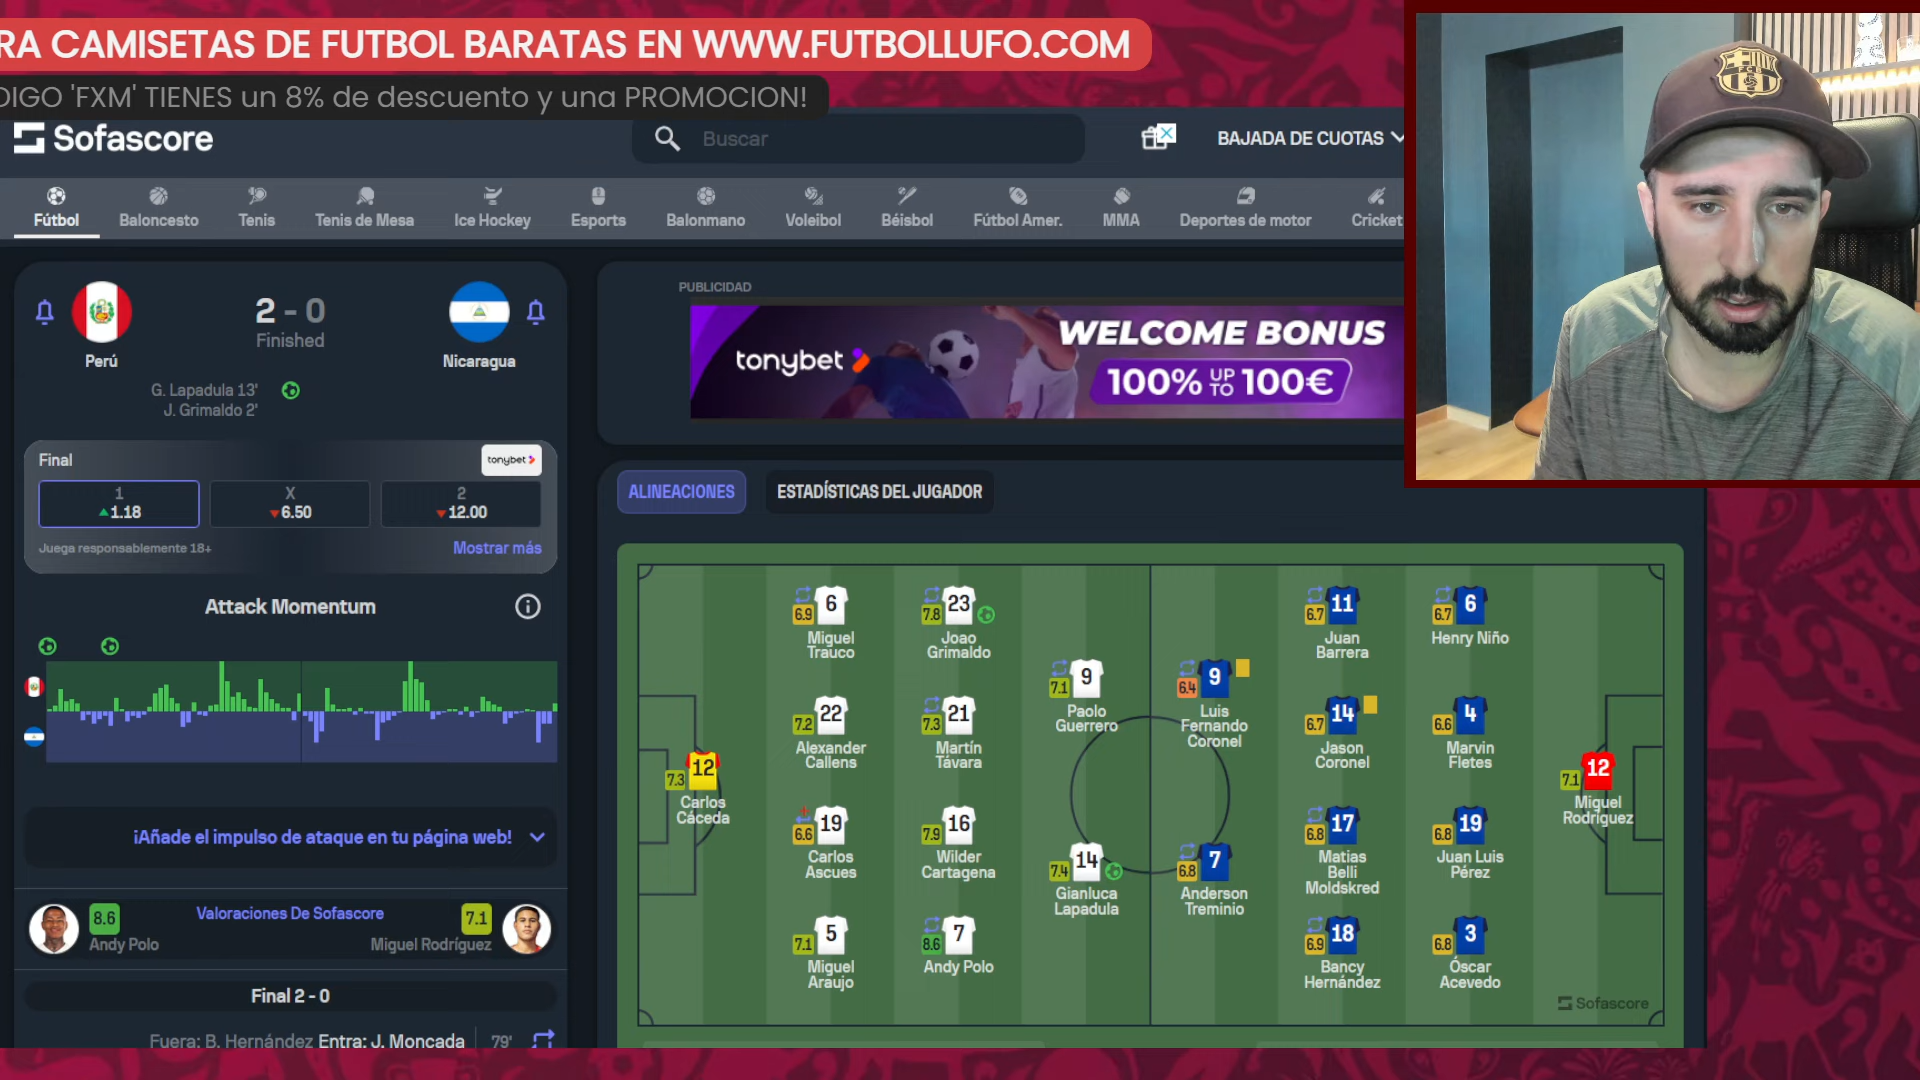 RA CAMISETAS DE FUTBOL BARATAS EN WWW.FUTBOLLUFO.COM
DIGO 'FXM' TIENES un 8% de descuento y una PROMOCION!
Sofascore
Buscar
BAJADA DE CUOTAS
Fútbol
Baloncesto
Tenis
Tenis de Mesa
Ice Hockey
Esports
Balonmano
Voleibol
Béisbol
Fútbol Amer.
MMA
Deportes de motor
Cricket
2 - 0
Finished
Perú
Nicaragua
G. Lapadula 13'
J. Grimaldo 2'
Final
tonybet
1
1.18
X
6.50
2
12.00
Juega responsablemente 18+
Mostrar más
Attack Momentum
¡Añade el impulso de ataque en tu página web!
8.6
Andy Polo
Valoraciones De Sofascore
7.1
Miguel Rodríguez
Final 2 - 0
Fuera: B. Hernández Entra: J. Moncada 79'
PUBLICIDAD
tonybet
WELCOME BONUS
100% UP TO 100€
ALINEACIONES
ESTADÍSTICAS DEL JUGADOR
12
7.3
Carlos
Cáceda
6
6.9
Miguel
Trauco
22
7.2
Alexander
Callens
19
6.6
Carlos
Ascues
5
7.1
Miguel
Araujo
23
7.8
Joao
Grimaldo
21
7.3
Martín
Távara
16
7.9
Wilder
Cartagena
7
8.6
Andy Polo
9
7.1
Paolo
Guerrero
14
7.4
Gianluca
Lapadula
9
6.4
Luis
Fernando
Coronel
7
6.8
Anderson
Treminio
11
6.7
Juan
Barrera
14
6.7
Jason
Coronel
17
6.8
Matias
Belli
Moldskred
18
6.9
Bancy
Hernández
6
6.7
Henry Niño
4
6.6
Marvin
Fletes
19
6.8
Juan Luis
Pérez
3
6.8
Óscar
Acevedo
12
7.1
Miguel
Rodríguez
Sofascore
FCB